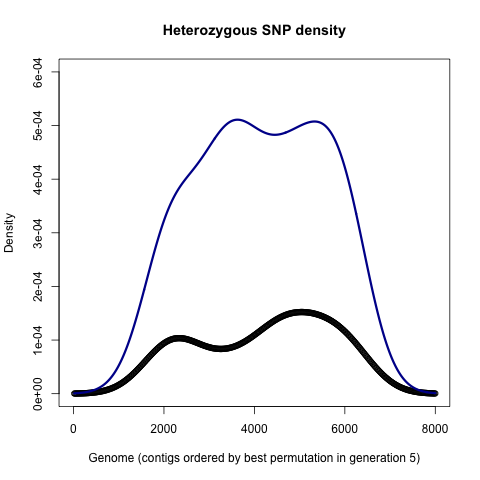 Heterozygous SNP density
Density
6e-04
5e-04
4e-04
3e-04
2e-04
1e-04
0e+00
0 2000 4000 6000 8000
Genome (contigs ordered by best permutation in generation 5)